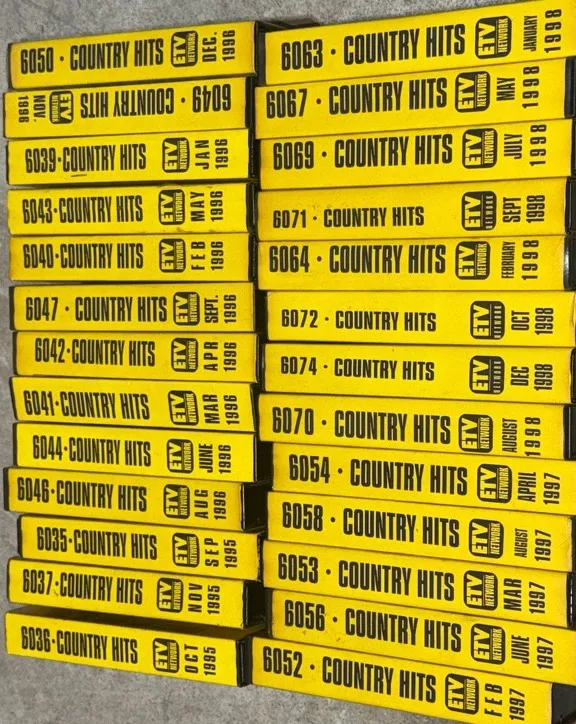 6050 · COUNTRY HITS ETV NETWORK DEC. 1996
6049 · COUNTRY HITS ETV NETWORK NOV. 1996
6039·COUNTRY HITS ETV NETWORK JAN 1996
6043·COUNTRY HITS ETV NETWORK MAY 1996
6040·COUNTRY HITS ETV NETWORK FEB 1996
6047 · COUNTRY HITS ETV NETWORK SEPT. 1996
6042·COUNTRY HITS ETV NETWORK APR 1996
6041·COUNTRY HITS ETV NETWORK MAR 1996
6044·COUNTRY HITS ETV NETWORK JUNE 1996
6046·COUNTRY HITS ETV NETWORK AUG 1996
6035·COUNTRY HITS ETV NETWORK SEP 1995
6037·COUNTRY HITS ETV NETWORK NOV 1995
6036·COUNTRY HITS ETV NETWORK OCT 1995
6063 · COUNTRY HITS ETV NETWORK JANUARY 1998
6067 · COUNTRY HITS ETV NETWORK MAY 1998
6069 · COUNTRY HITS ETV NETWORK JULY 1998
6071 · COUNTRY HITS ETV NETWORK SEPT 1998
6064 · COUNTRY HITS ETV NETWORK FEBRUARY 1998
6072 · COUNTRY HITS ETV NETWORK OCT 1998
6074 · COUNTRY HITS ETV NETWORK DEC 1998
6070 · COUNTRY HITS ETV NETWORK AUGUST 1998
6054 · COUNTRY HITS ETV NETWORK APRIL 1997
6058 · COUNTRY HITS ETV NETWORK AUGUST 1997
6053 · COUNTRY HITS ETV NETWORK MAR 1997
6056 · COUNTRY HITS ETV NETWORK JUNE 1997
6052 · COUNTRY HITS ETV NETWORK FEB 1997